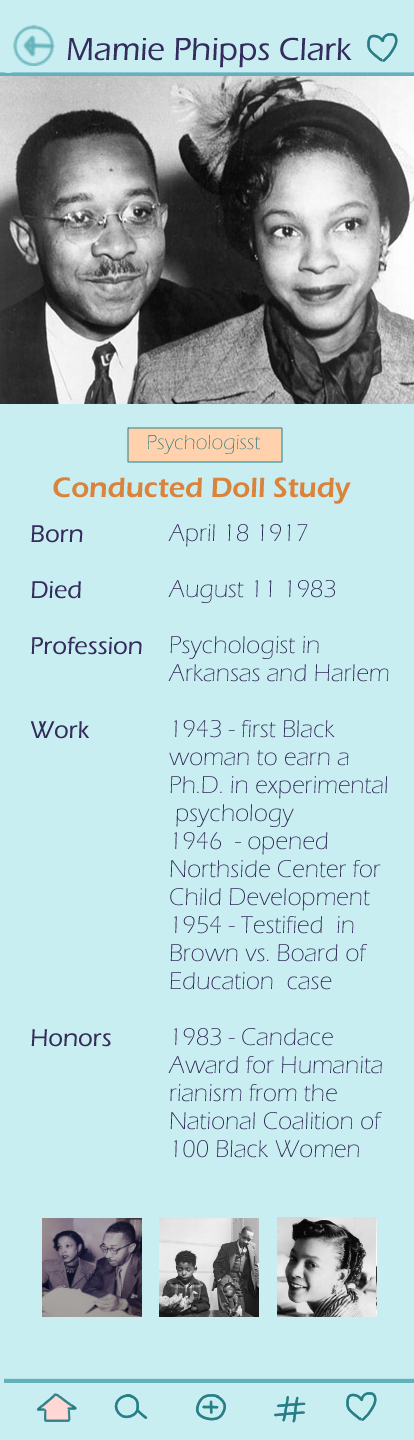 Mamie Phipps Clark
Psychologisst
Conducted Doll Study
Born April 18 1917
Died August 11 1983
Profession Psychologist in
Arkansas and Harlem
Work 1943 - first Black
woman to earn a
Ph.D. in experimental
psychology
1946 - opened
Northside Center for
Child Development
1954 - Testified in
Brown vs. Board of
Education case
Honors 1983 - Candace
Award for Humanita
rianism from the
National Coalition of
100 Black Women